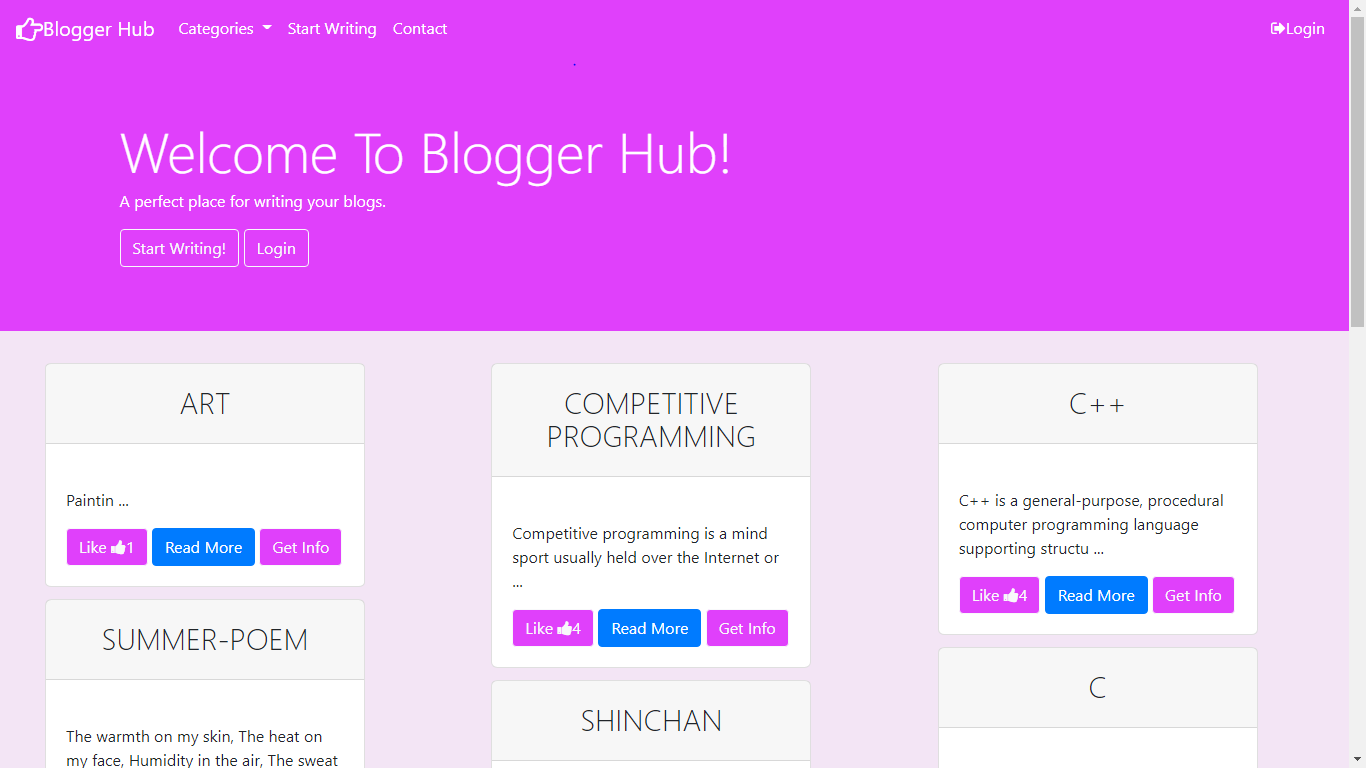 Blogger Hub
Categories
Start Writing
Contact
Login
Welcome To Blogger Hub!
A perfect place for writing your blogs.
Start Writing!
Login
ART
Paintin ...
Like 1
Read More
Get Info
SUMMER-POEM
The warmth on my skin, The heat on
my face, Humidity in the air, The sweat
COMPETITIVE
PROGRAMMING
Competitive programming is a mind
sport usually held over the Internet or
...
Like 4
Read More
Get Info
SHINCHAN
C++
C++ is a general-purpose, procedural
computer programming language
supporting structu ...
Like 4
Read More
Get Info
C